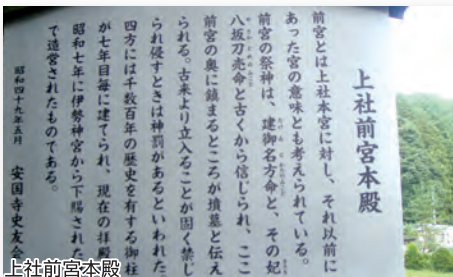 上社前宮本殿
前宮とは上社本宮に対し、それ以前に
あった宮の意味とも考えられている。
前宮の祭神は、建御名方命と、その妃
八坂刀売命と古くから信じられ、ここ
前宮の奥に鎮まるところが墳墓と伝え
られる。古来より立入ることが固く禁じ
られ侵すときは神罰があるといわれた
四方には千数百年の歴史を有する御柱
が七年目毎に建てられ、現在の拝殿
昭和七年に伊勢神宮から下賜された
で造営されたものである。
昭和四十九年五月
安国寺史友会
上社前宮本殿